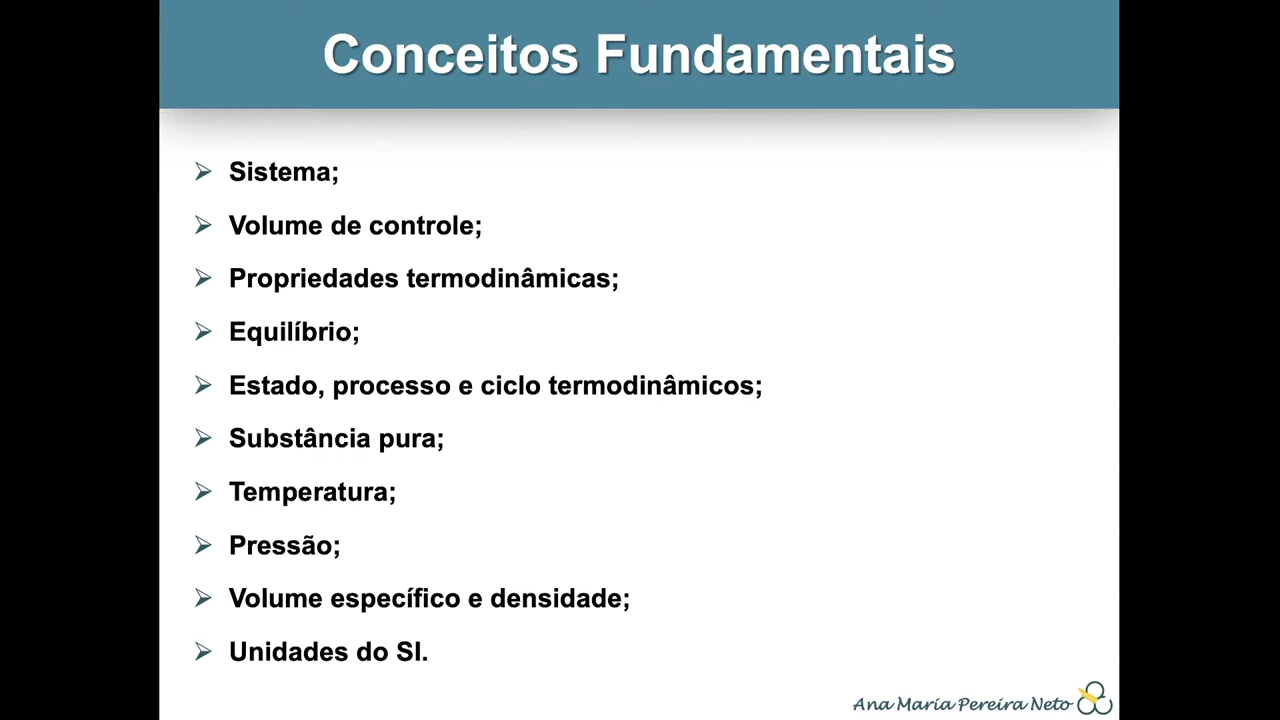 Conceitos Fundamentais
Sistema;
Volume de controle;
Propriedades termodinâmicas;
Equilíbrio;
Estado, processo e ciclo termodinâmicos;
Substância pura;
Temperatura;
Pressão;
Volume específico e densidade;
Unidades do SI.
Ana Maria Pereira Neto